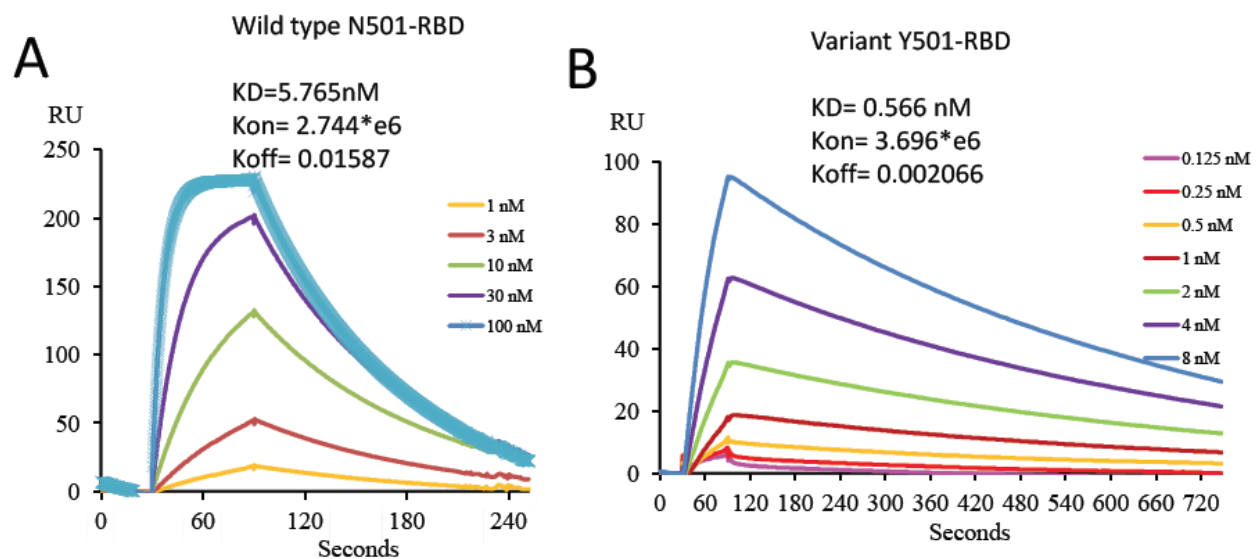 A
Wild type N501-RBD
KD=5.765nM
Kon= 2.744*e6
Koff= 0.01587
RU
250
200
150
100
50
0
0 60 120 180 240
Seconds
1 nM
3 nM
10 nM
30 nM
100 nM
B
Variant Y501-RBD
KD= 0.566 nM
Kon= 3.696*e6
Koff= 0.002066
RU
100
80
60
40
20
0
0 60 120 180 240 300 360 420 480 540 600 660 720
Seconds
0.125 nM
0.25 nM
0.5 nM
1 nM
2 nM
4 nM
8 nM